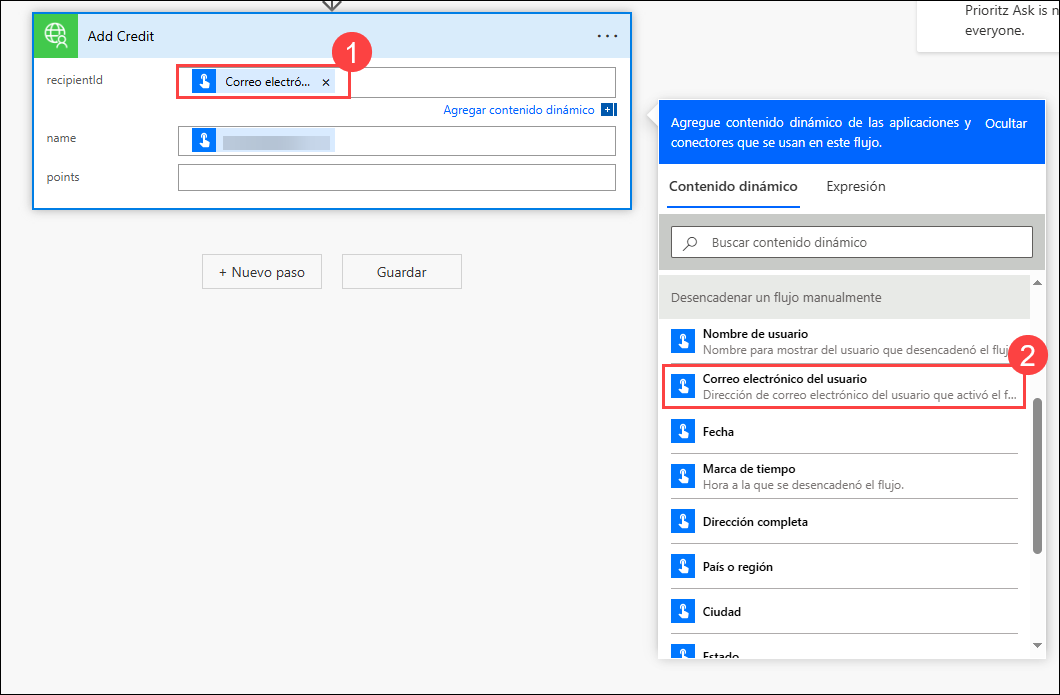 Prioritz Ask is n
everyone.
Add Credit
...
1
recipientId
Correo electró... ×
Agregar contenido dinámico
name
points
+ Nuevo paso
Guardar
Agregue contenido dinámico de las aplicaciones y
conectores que se usan en este flujo.
Ocultar
Contenido dinámico
Expresión
Buscar contenido dinámico
Desencadenar un flujo manualmente
Nombre de usuario
Nombre para mostrar del usuario que desencadenó el fluj
2
Correo electrónico del usuario
Dirección de correo electrónico del usuario que activó el f...
Fecha
Marca de tiempo
Hora a la que se desencadenó el flujo.
Dirección completa
País o región
Ciudad
Estado